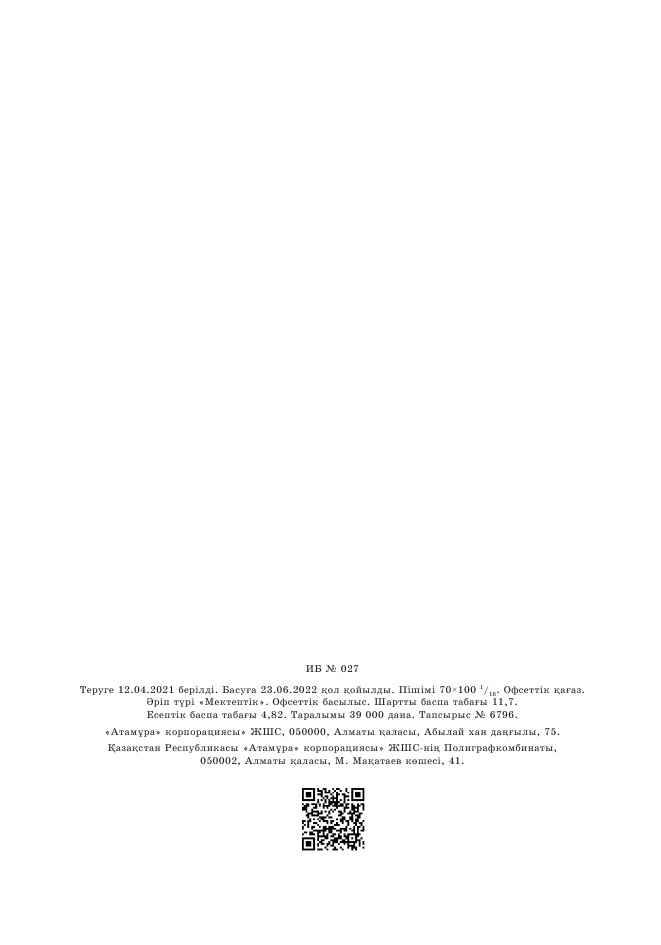 ИБ № 027
Теруге 12.04.2021 берілді. Басуға 23.06.2022 қол қойылды. Пішімі 70×100 1/16. Офсеттік қағаз.
Әріп түрі «Мектептік». Офсеттік басылыс. Шартты баспа табағы 11,7.
Есептік баспа табағы 4,82. Таралымы 39 000 дана. Тапсырыс № 6796.
«Атамұра» корпорациясы» ЖШС, 050000, Алматы қаласы, Абылай хан даңғылы, 75.
Қазақстан Республикасы «Атамұра» корпорациясы» ЖШС-нің Полиграфкомбинаты,
050002, Алматы қаласы, М. Мақатаев көшесі, 41.